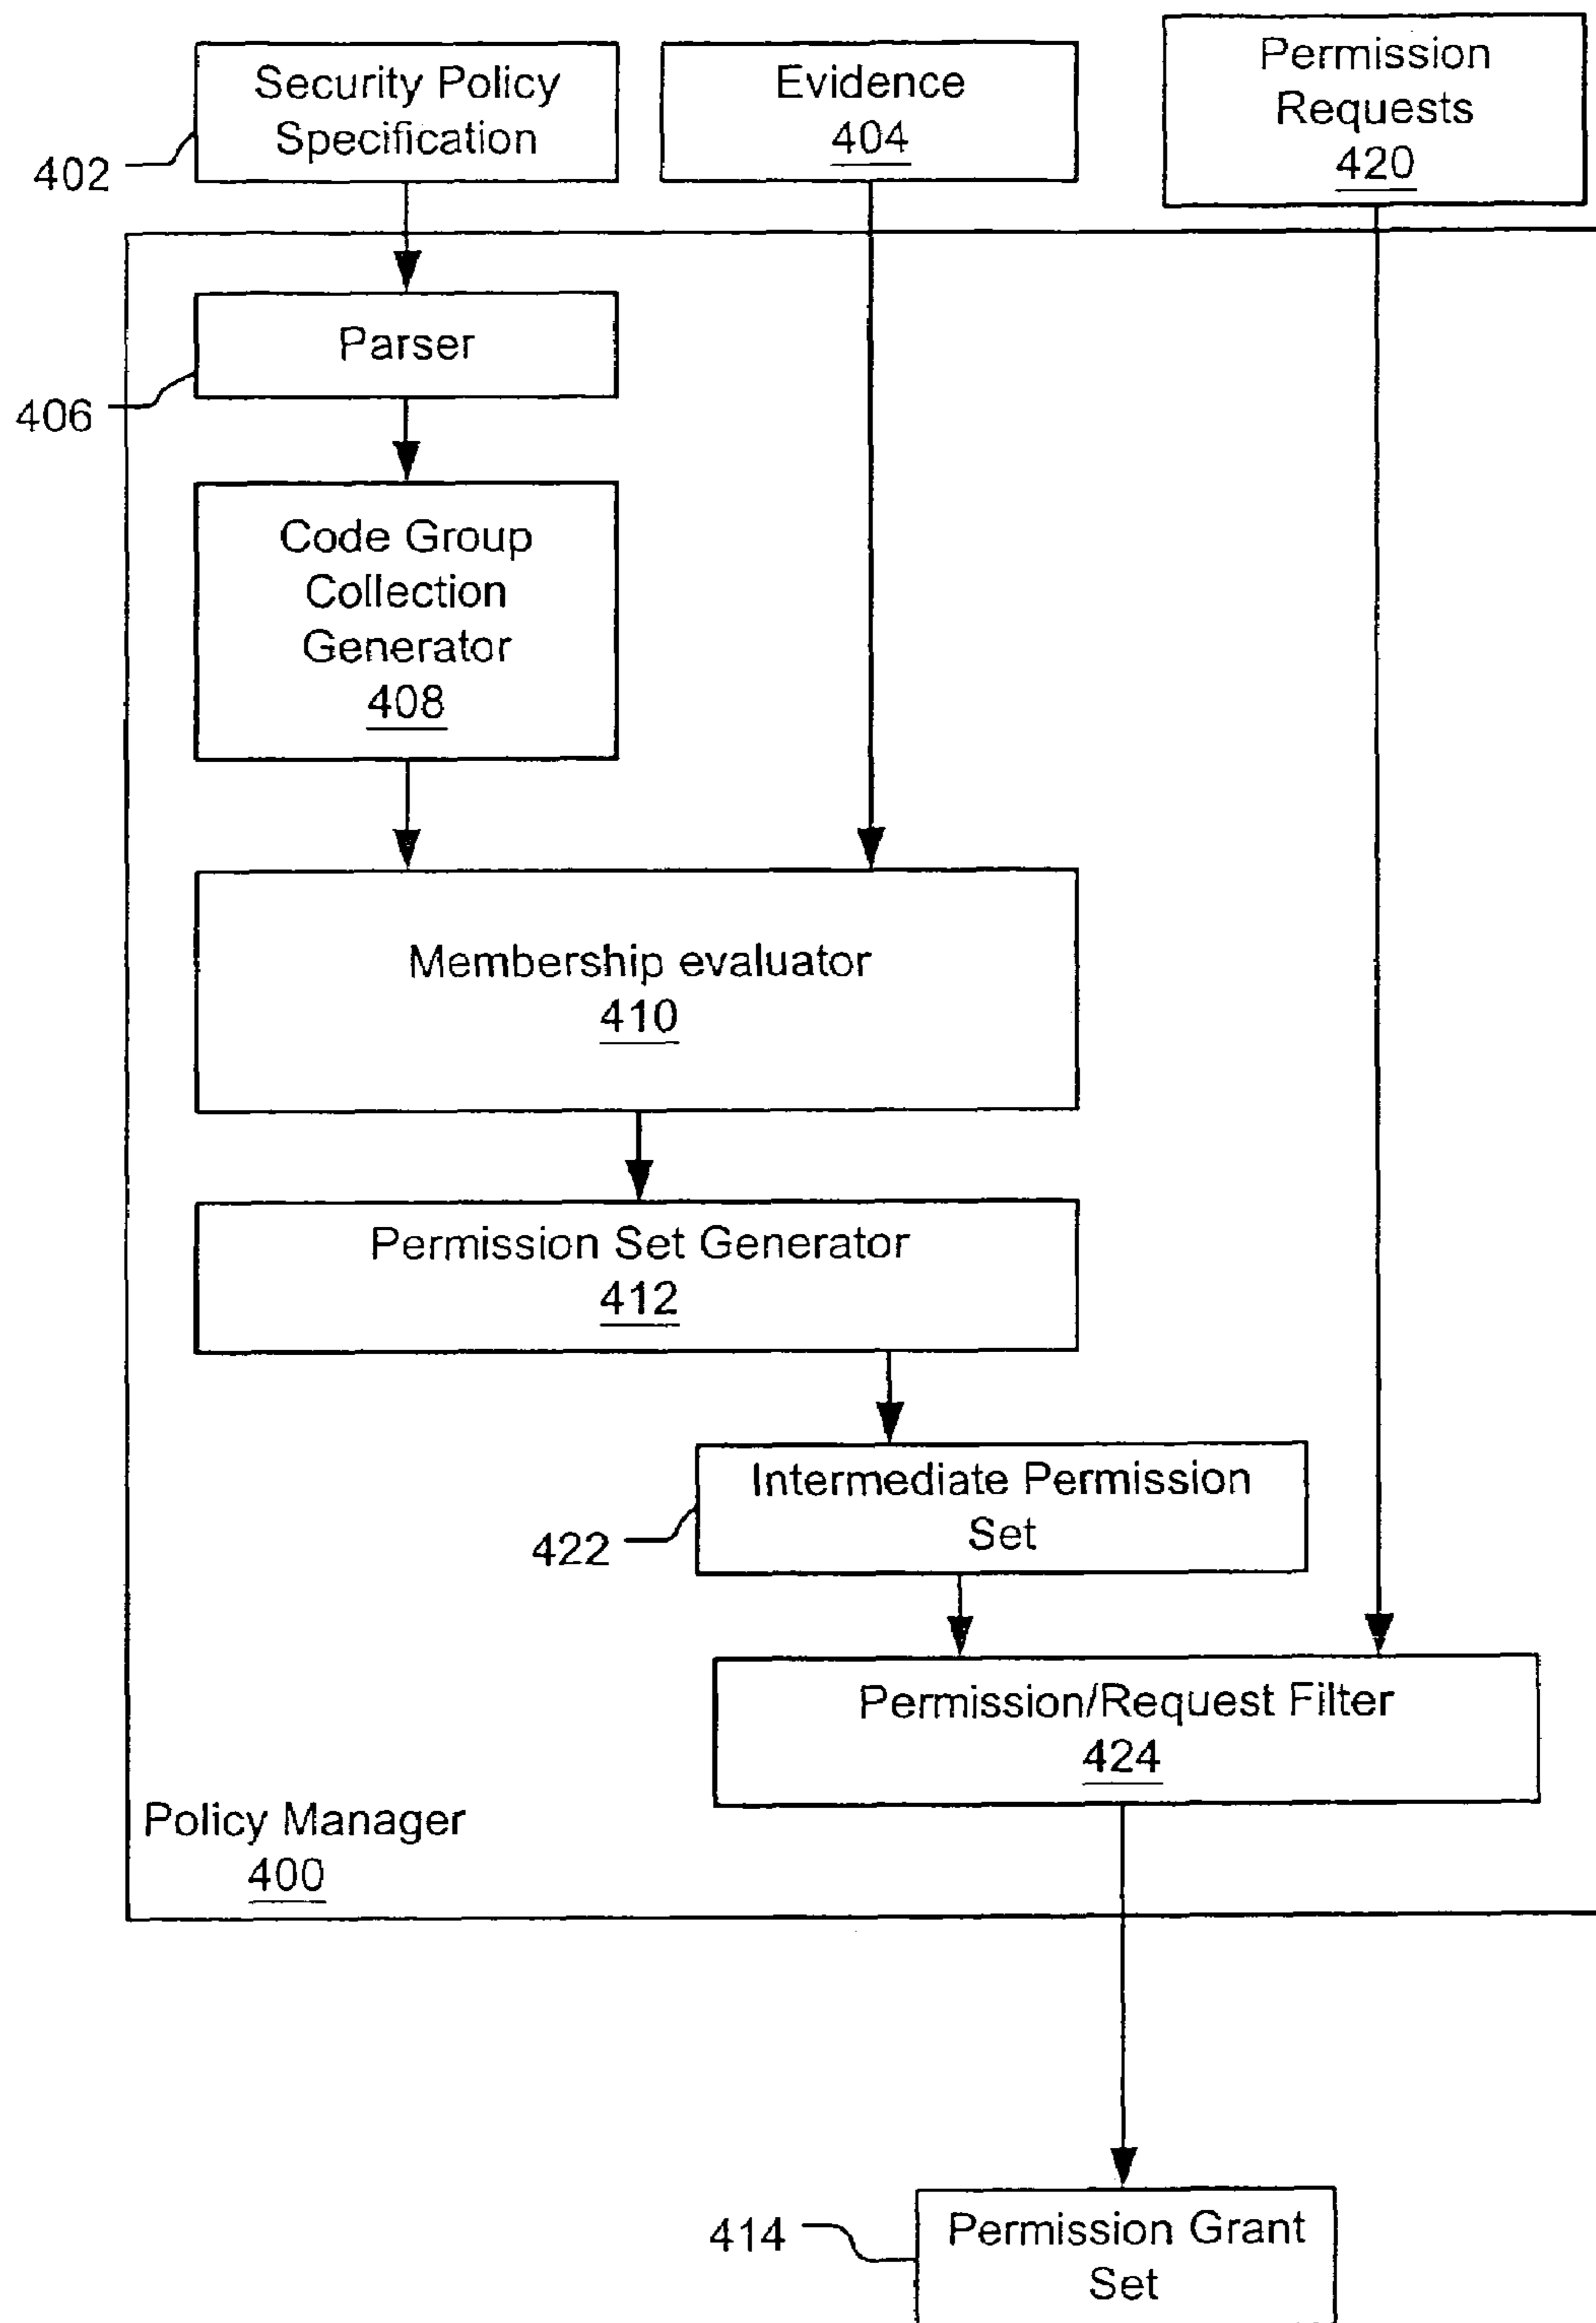 Security Policy
Specification
402
Evidence
404
Permission
Requests
420
Parser
406
Code Group
Collection
Generator
408
Membership evaluator
410
Permission Set Generator
412
Intermediate Permission
Set
422
Permission/Request Filter
424
Policy Manager
400
414
Permission Grant
Set